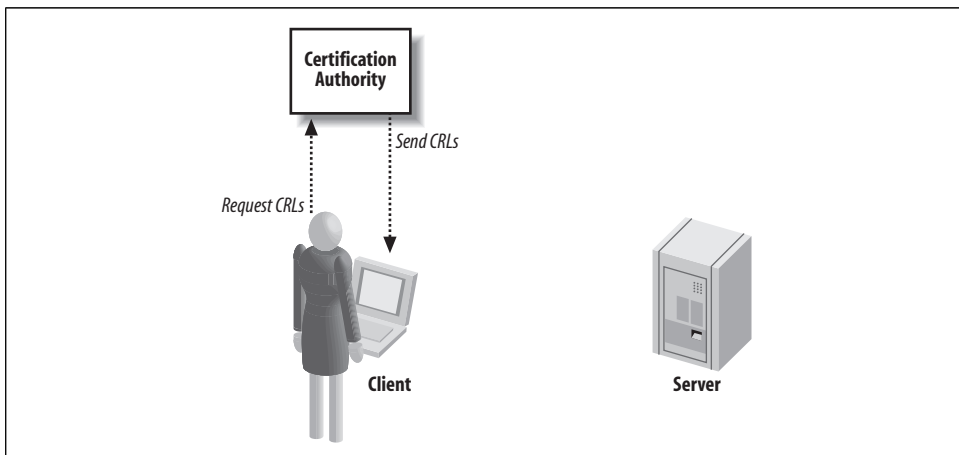 Certification
Authority
Send CRLs
Request CRLs
Client
Server